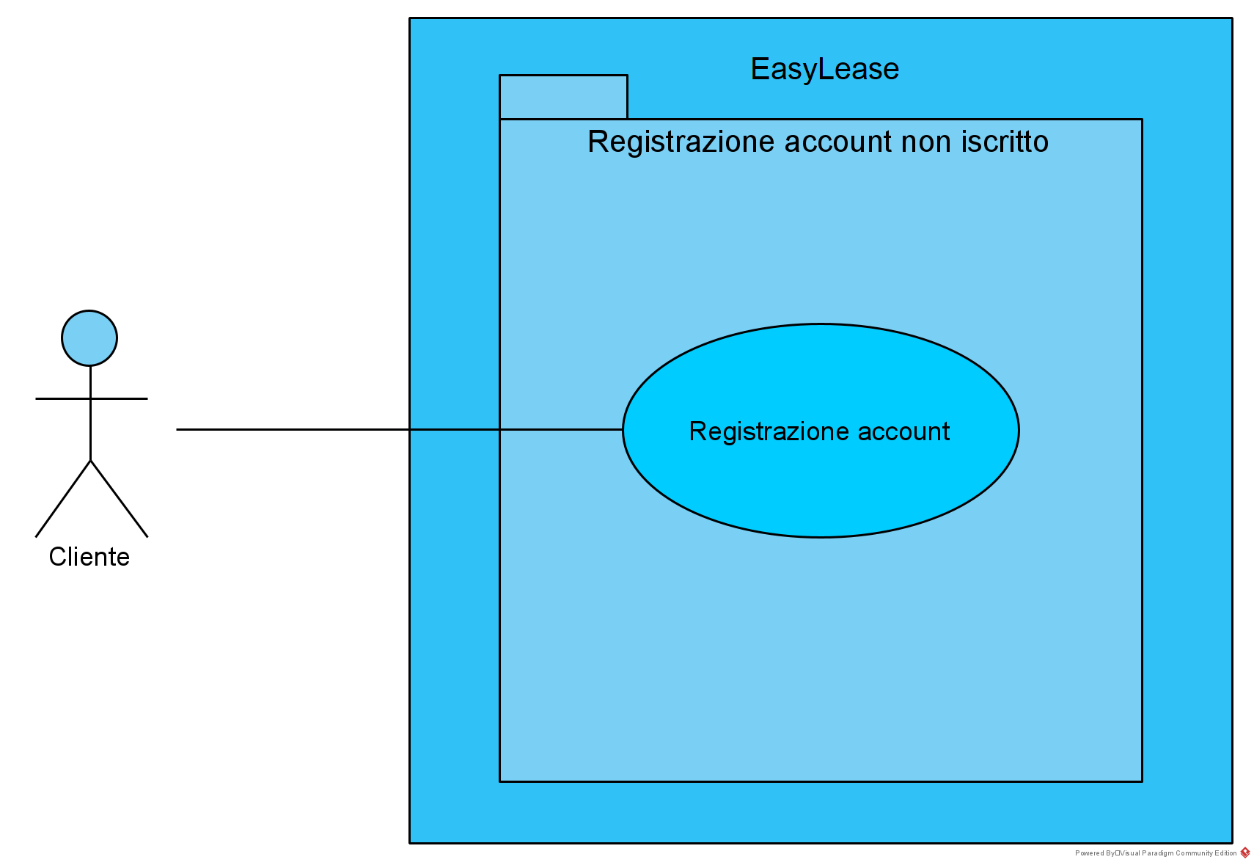 EasyLease
Registrazione account non iscritto
Registrazione account
Cliente
Powered By Visual Paradigm Community Edition